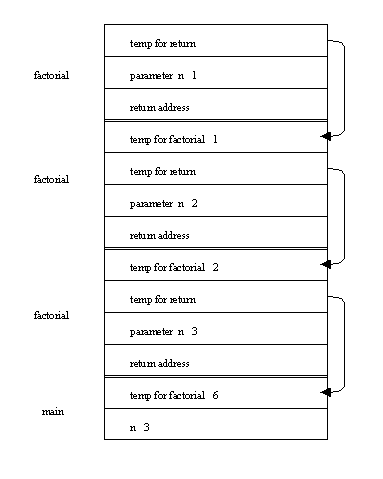 temp for return
factorial parameter n 1
return address
temp for factorial 1
temp for return
factorial
parameter n 2
return address
temp for factorial 2
temp for return
factorial
parameter n 3
return address
temp for factorial 6
main
n 3